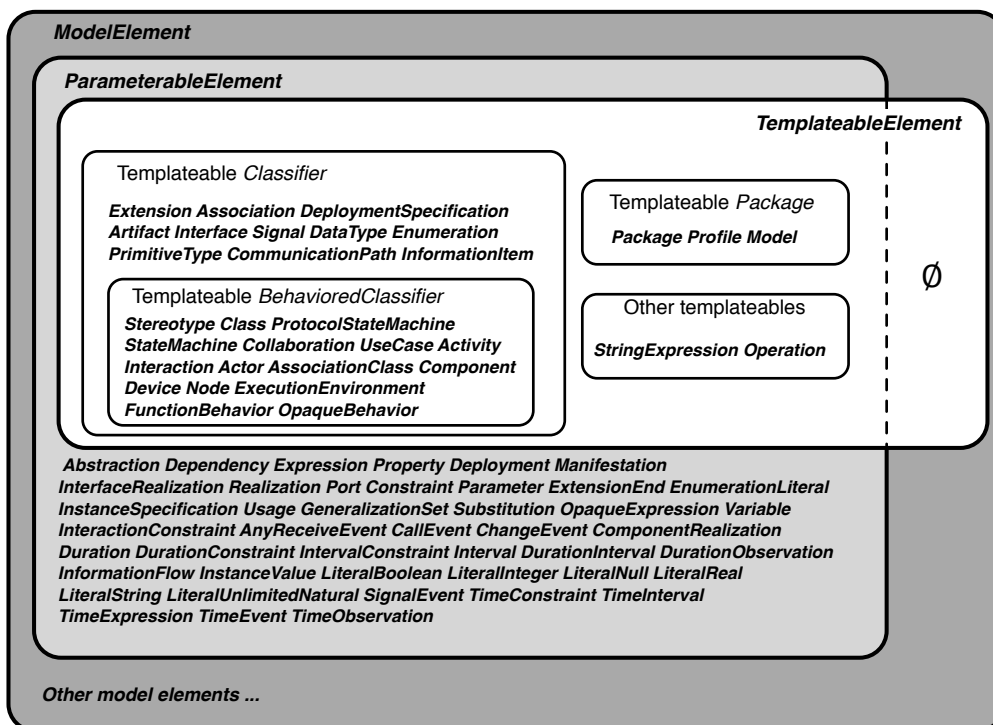 ModelElement
ParameterableElement
TemplateableElement
Templateable Classifier
Extension Association DeploymentSpecification
Artifact Interface Signal DataType Enumeration
PrimitiveType CommunicationPath InformationItem
Templateable BehavioredClassifier
Stereotype Class ProtocolStateMachine
StateMachine Collaboration UseCase Activity
Interaction Actor AssociationClass Component
Device Node ExecutionEnvironment
FunctionBehavior OpaqueBehavior
Templateable Package
Package Profile Model
Other templateables
StringExpression Operation
∅
Abstraction Dependency Expression Property Deployment Manifestation
InterfaceRealization Realization Port Constraint Parameter ExtensionEnd EnumerationLiteral
InstanceSpecification Usage GeneralizationSet Substitution OpaqueExpression Variable
InteractionConstraint AnyReceiveEvent CallEvent ChangeEvent ComponentRealization
Duration DurationConstraint IntervalConstraint Interval DurationInterval DurationObservation
InformationFlow InstanceValue LiteralBoolean LiteralInteger LiteralNull LiteralReal
LiteralString LiteralUnlimitedNatural SignalEvent TimeConstraint TimeInterval
TimeExpression TimeEvent TimeObservation
Other model elements ...